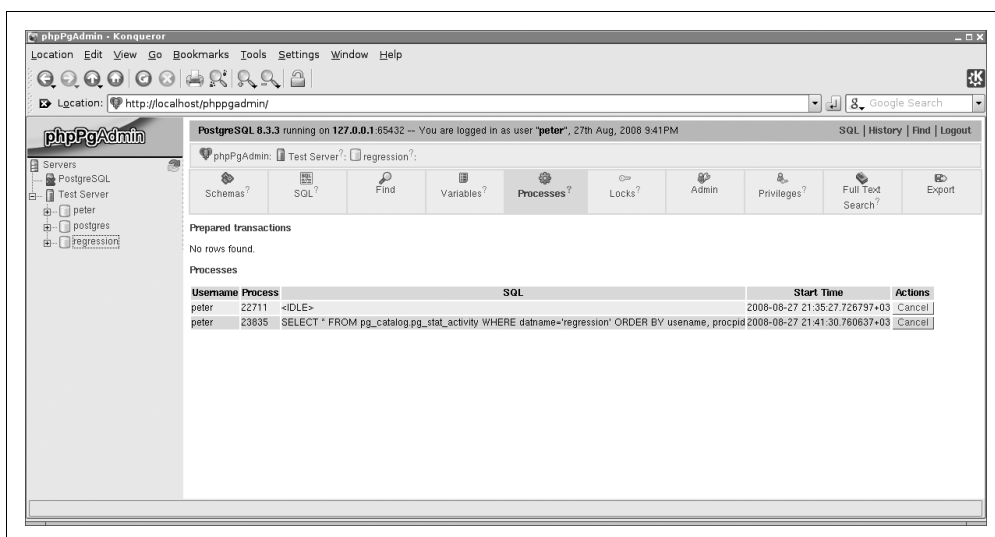 phpPgAdmin - Konqueror
Location Edit View Go Bookmarks Tools Settings Window Help
Location: http://localhost/phppgadmin/ Google Search
phpPgAdmin
PostgreSQL 8.3.3 running on 127.0.0.1:65432 -- You are logged in as user "peter", 27th Aug, 2008 9:41PM
SQL | History | Find | Logout
phpPgAdmin: Test Server?: regression?:
Servers
PostgreSQL
Test Server
peter
postgres
regression
Schemas? SQL? Find Variables? Processes? Locks? Admin Privileges? Full Text Search? Export
Prepared transactions
No rows found.
Processes
Username Process SQL Start Time Actions
peter 22711 <IDLE> 2008-08-27 21:35:27.726797+03 Cancel
peter 23835 SELECT * FROM pg_catalog.pg_stat_activity WHERE datname='regression' ORDER BY usename, procpid 2008-08-27 21:41:30.760637+03 Cancel